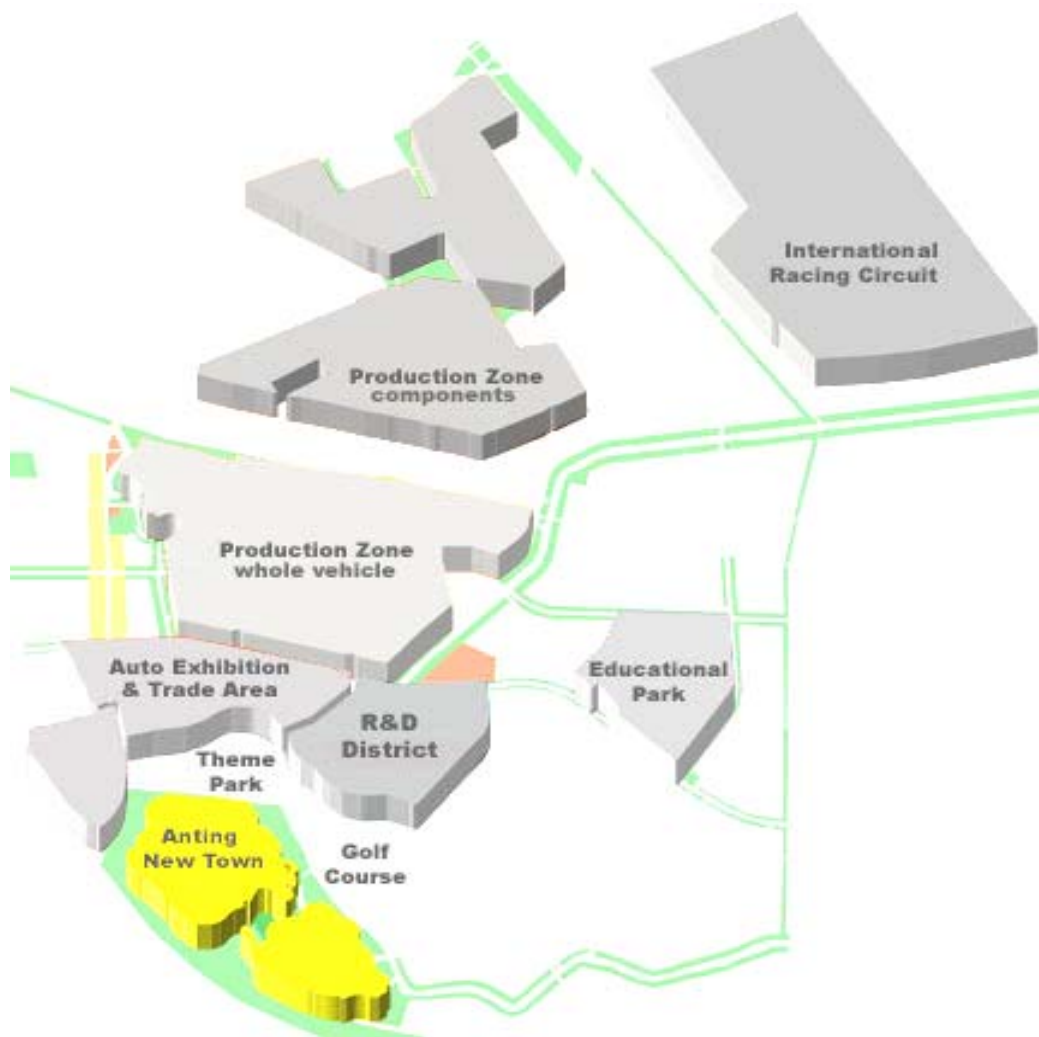 International
Racing Circuit
Production Zone
components
Production Zone
whole vehicle
Auto Exhibition
& Trade Area
Educational
Park
R&D
District
Theme
Park
Anting
New Town
Golf
Course